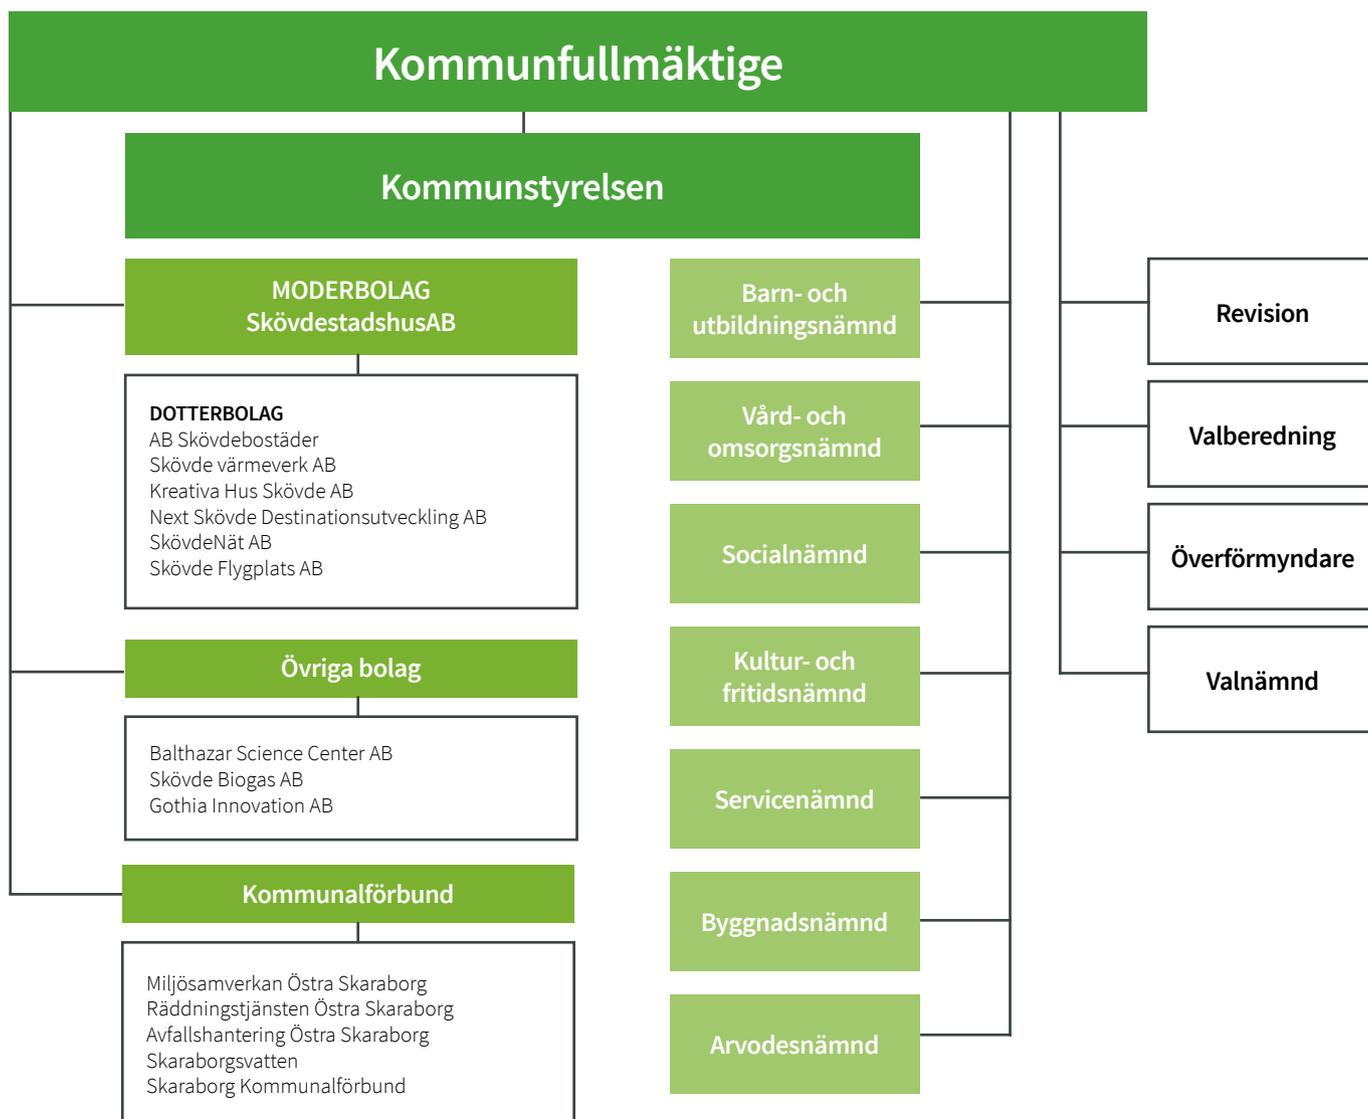 Kommunfullmäktige
Kommunstyrelsen
MODERBOLAG
SkövdestadshusAB
DOTTERBOLAG
AB Skövdebostäder
Skövde värmeverk AB
Kreativa Hus Skövde AB
Next Skövde Destinationsutveckling AB
SkövdeNät AB
Skövde Flygplats AB
Övriga bolag
Balthazar Science Center AB
Skövde Biogas AB
Gothia Innovation AB
Kommunalförbund
Miljösamverkan Östra Skaraborg
Räddningstjänsten Östra Skaraborg
Avfallshantering Östra Skaraborg
Skaraborgsvatten
Skaraborg Kommunalförbund
Barn- och
utbildningsnämnd
Vård- och
omsorgsnämnd
Socialnämnd
Kultur- och
fritidsnämnd
Servicenämnd
Byggnadsnämnd
Arvodesnämnd
Revision
Valberedning
Överförmyndare
Valnämnd